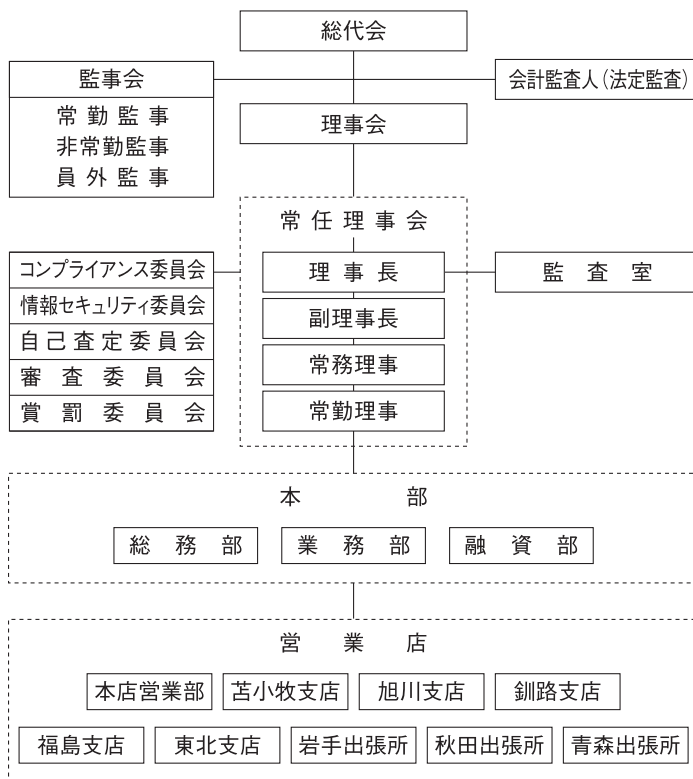 総代会
監事会
常勤監事
非常勤監事
員外監事
会計監査人(法定監査)
理事会
常任理事会
理事長
副理事長
常務理事
常勤理事
コンプライアンス委員会
情報セキュリティ委員会
自己査定委員会
審査委員会
賞罰委員会
監査室
本部
総務部 業務部 融資部
営業店
本店営業部 苫小牧支店 旭川支店 釧路支店
福島支店 東北支店 岩手出張所 秋田出張所 青森出張所